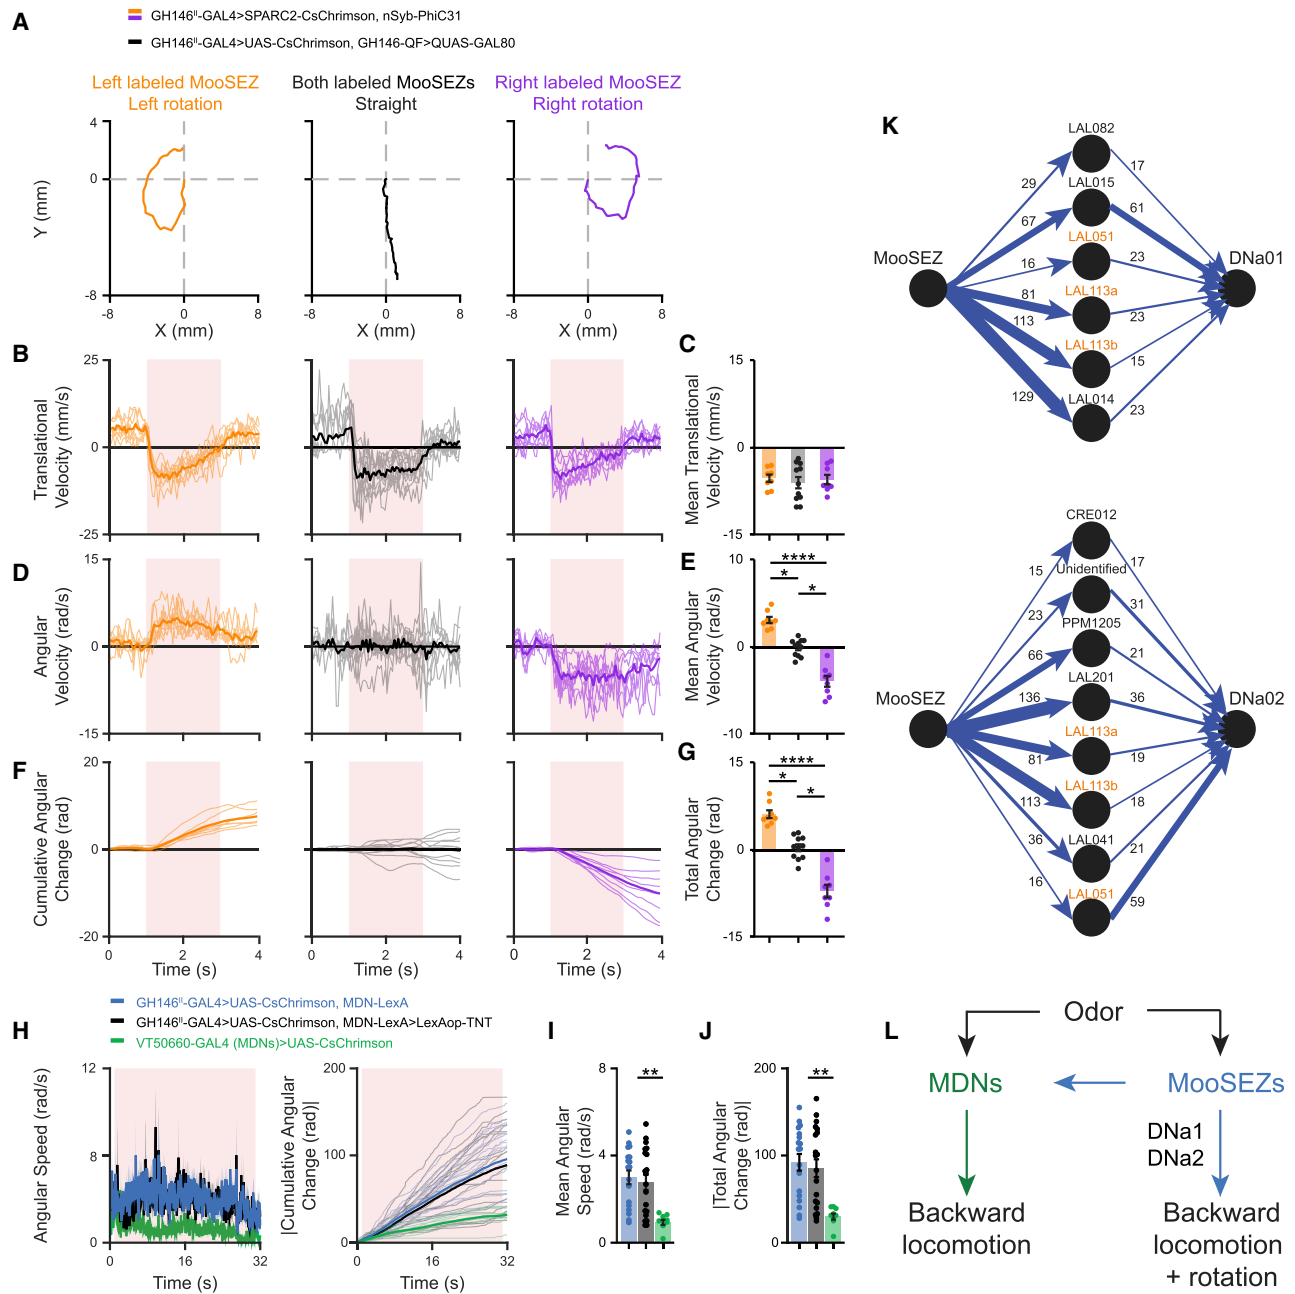 A
GH146II-GAL4>SPARC2-CsChrimson, nSyb-PhiC31
GH146II-GAL4>UAS-CsChrimson, GH146-QF>QUAS-GAL80
Left labeled MooSEZ
Left rotation
Both labeled MooSEZs
Straight
Right labeled MooSEZ
Right rotation
Y (mm)
4
0
-8
-8 0 8
X (mm)
-8 0 8
X (mm)
-8 0 8
X (mm)
B
Translational
Velocity (mm/s)
25
0
-25
C
Mean Translational
Velocity (mm/s)
15
0
-15
D
Angular
Velocity (rad/s)
15
0
-15
E
Mean Angular
Velocity (rad/s)
10
0
-10
****
*
*
F
Cumulative Angular
Change (rad)
20
0
-20
0 2 4
Time (s)
0 2 4
Time (s)
0 2 4
Time (s)
G
Total Angular
Change (rad)
15
0
-15
****
*
*
GH146II-GAL4>UAS-CsChrimson, MDN-LexA
GH146II-GAL4>UAS-CsChrimson, MDN-LexA>LexAop-TNT
VT50660-GAL4 (MDNs)>UAS-CsChrimson
H
Angular Speed (rad/s)
12
8
4
0
0 16 32
Time (s)
|Cumulative Angular
Change (rad)|
200
100
0
0 16 32
Time (s)
I
Mean Angular
Speed (rad/s)
8
4
0
**
J
|Total Angular
Change (rad)|
200
100
0
**
K
MooSEZ
LAL082
LAL015
LAL051
LAL113a
LAL113b
LAL014
DNa01
29
67
16
81
113
129
17
61
23
23
15
23
MooSEZ
CRE012
Unidentified
PPM1205
LAL201
LAL113a
LAL113b
LAL041
LAL051
DNa02
15
23
66
136
81
113
36
16
17
31
21
36
19
18
21
59
L
Odor
MDNs
MooSEZs
DNa1
DNa2
Backward
locomotion
Backward
locomotion
+ rotation